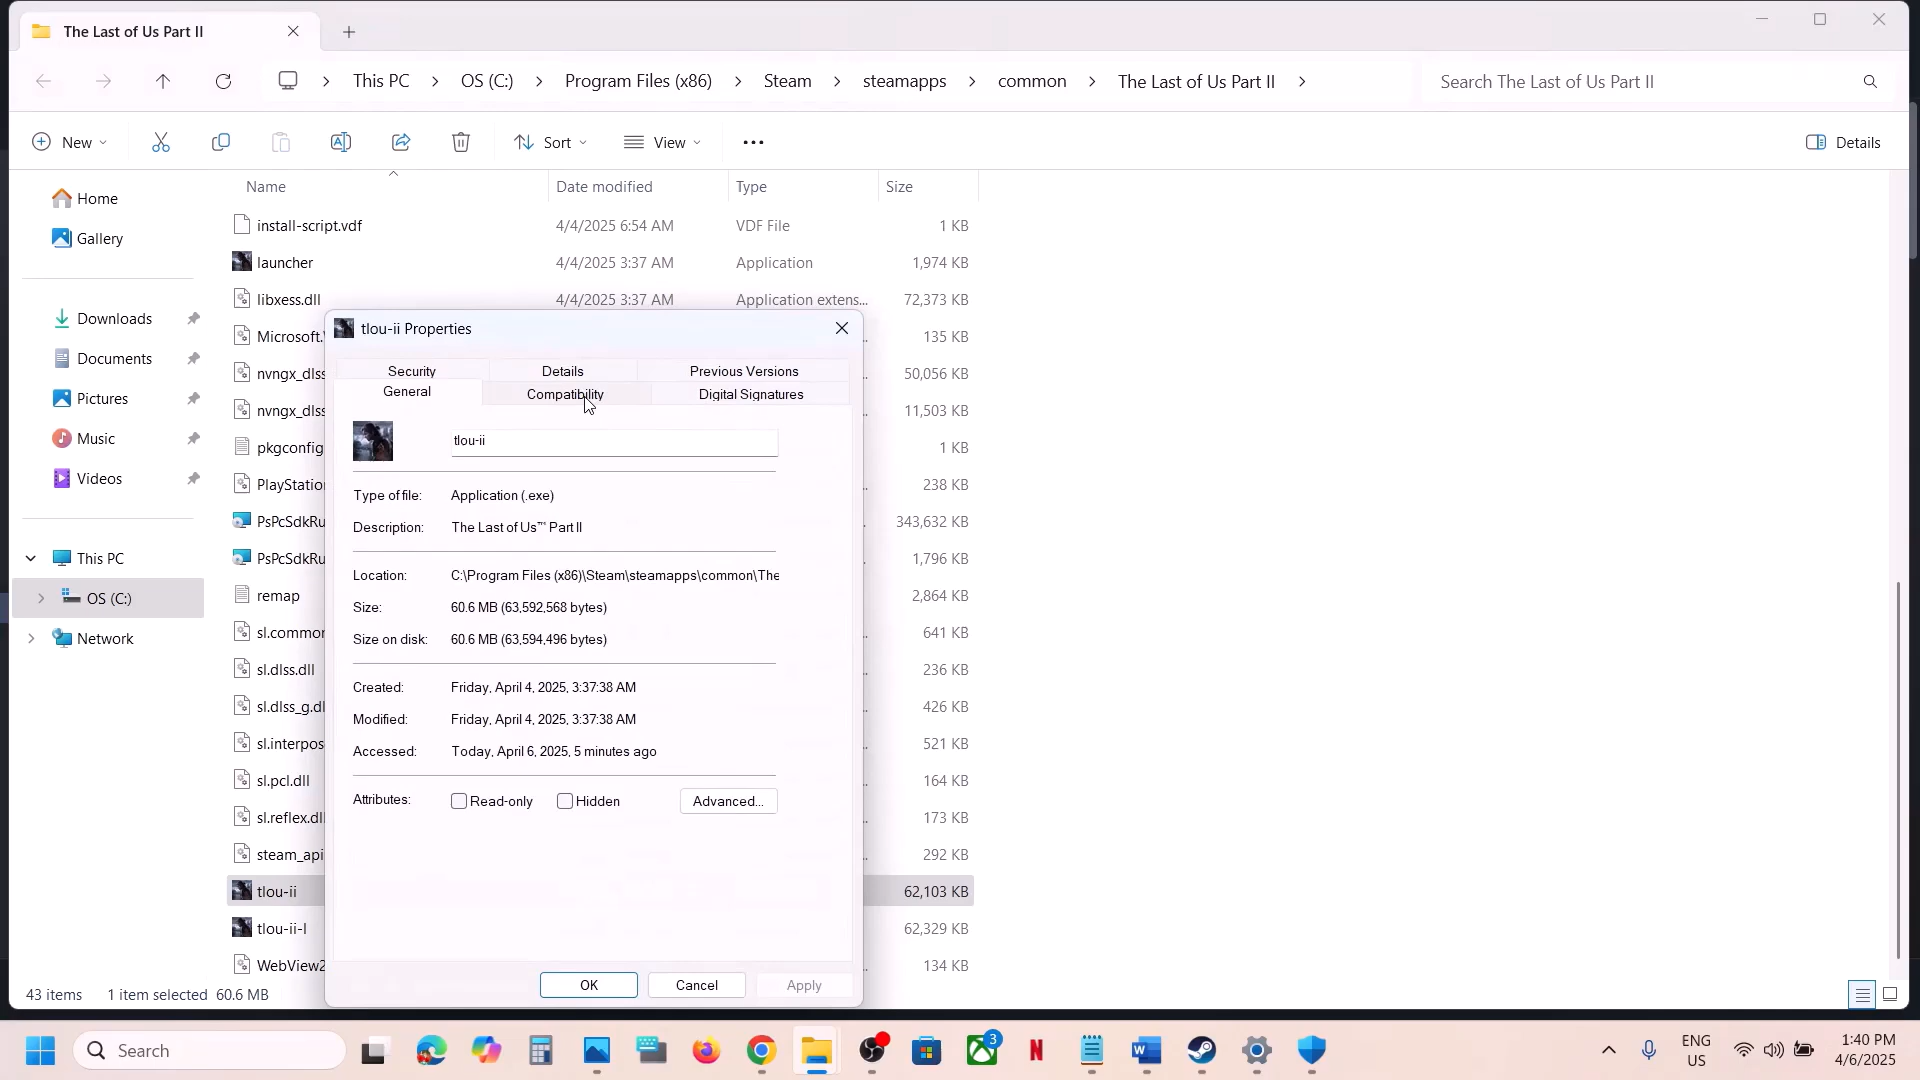 The Last of Us Part II
This PC
OS (C:)
Program Files (x86)
Steam
steamapps
common
The Last of Us Part II
Search The Last of Us Part II
New
Sort
View
Details
Name
Date modified
Type
Size
Home
Gallery
Downloads
Documents
Pictures
Music
Videos
This PC
OS (C:)
Network
install-script.vdf 4/4/2025 6:54 AM VDF File 1 KB
launcher 4/4/2025 3:37 AM Application 1,974 KB
libxess.dll 4/4/2025 3:37 AM Application extens... 72,373 KB
Microsoft. 135 KB
nvngx_dlss 50,056 KB
nvngx_dlss 11,503 KB
pkgconfig 1 KB
PlayStation 238 KB
PsPcSdkRu 343,632 KB
PsPcSdkRu 1,796 KB
remap 2,864 KB
sl.common 641 KB
sl.dlss.dll 236 KB
sl.dlss_g.dl 426 KB
sl.interpos 521 KB
sl.pcl.dll 164 KB
sl.reflex.dll 173 KB
steam_api 292 KB
tlou-ii 62,103 KB
tlou-ii-l 62,329 KB
WebView2 134 KB
tlou-ii Properties
Security
Details
Previous Versions
General
Compatibility
Digital Signatures
tlou-ii
Type of file: Application (.exe)
Description: The Last of Us™ Part II
Location: C:\Program Files (x86)\Steam\steamapps\common\The
Size: 60.6 MB (63,592,568 bytes)
Size on disk: 60.6 MB (63,594,496 bytes)
Created: Friday, April 4, 2025, 3:37:38 AM
Modified: Friday, April 4, 2025, 3:37:38 AM
Accessed: Today, April 6, 2025, 5 minutes ago
Attributes: Read-only Hidden Advanced...
OK
Cancel
Apply
43 items 1 item selected 60.6 MB
Search
3
ENG
US
1:40 PM
4/6/2025